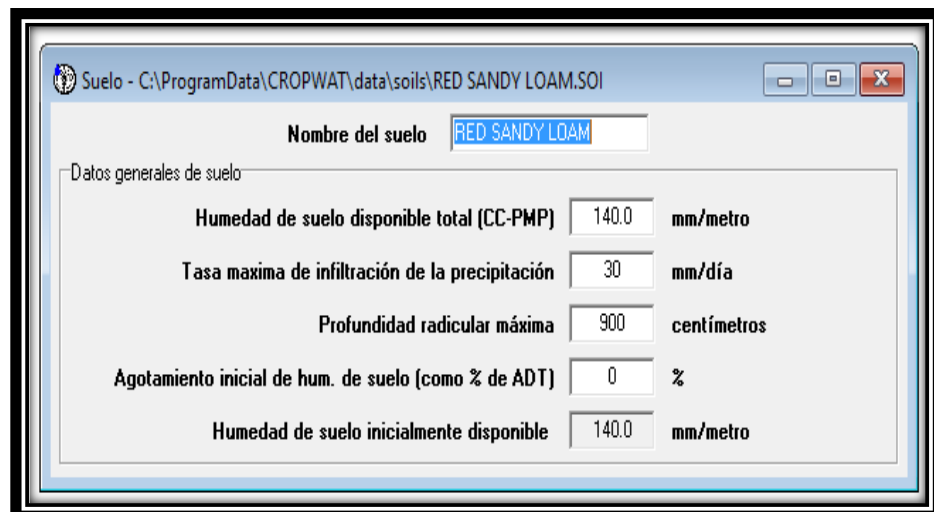 Suelo - C:\ProgramData\CROPWAT\data\soils\RED SANDY LOAM.SOI
Nombre del suelo RED SANDY LOAM
Datos generales de suelo
Humedad de suelo disponible total (CC-PMP) 140.0 mm/metro
Tasa maxima de infiltración de la precipitación 30 mm/día
Profundidad radicular máxima 900 centímetros
Agotamiento inicial de hum. de suelo (como % de ADT) 0 %
Humedad de suelo inicialmente disponible 140.0 mm/metro